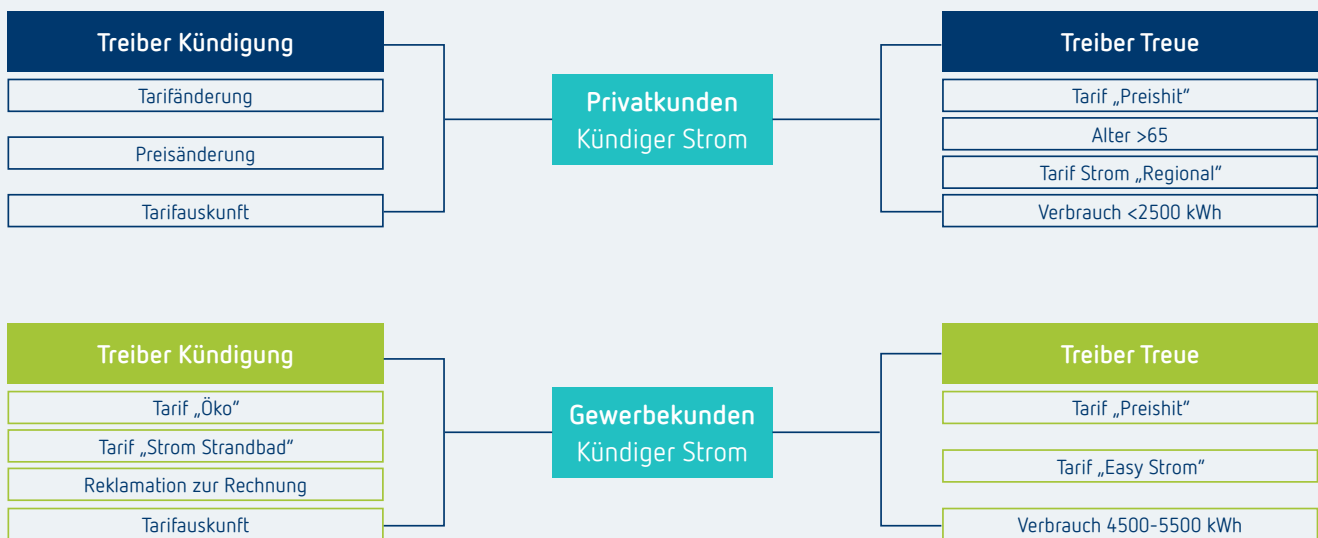 Treiber Kündigung
Tarifänderung
Preisänderung
Tarifauskunft
Privatkunden
Kündiger Strom
Treiber Treue
Tarif „Preishit“
Alter >65
Tarif Strom „Regional“
Verbrauch <2500 kWh
Treiber Kündigung
Tarif „Öko“
Tarif „Strom Strandbad“
Reklamation zur Rechnung
Tarifauskunft
Gewerbekunden
Kündiger Strom
Treiber Treue
Tarif „Preishit“
Tarif „Easy Strom“
Verbrauch 4500-5500 kWh